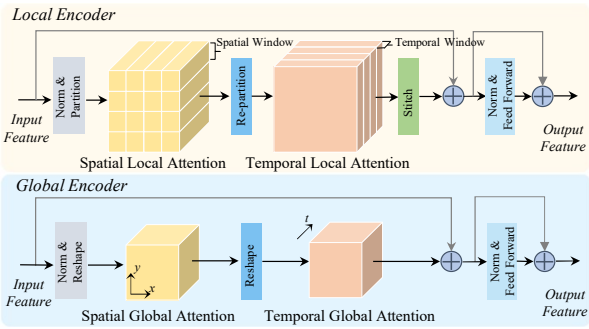 Local Encoder
Spatial Window
Temporal Window
Norm &
Partition
Re-partition
Stitch
Norm &
Feed Forward
Input
Feature
Output
Feature
Spatial Local Attention
Temporal Local Attention
Global Encoder
Norm &
Reshape
y
x
Reshape
t
Norm &
Feed Forward
Input
Feature
Output
Feature
Spatial Global Attention
Temporal Global Attention